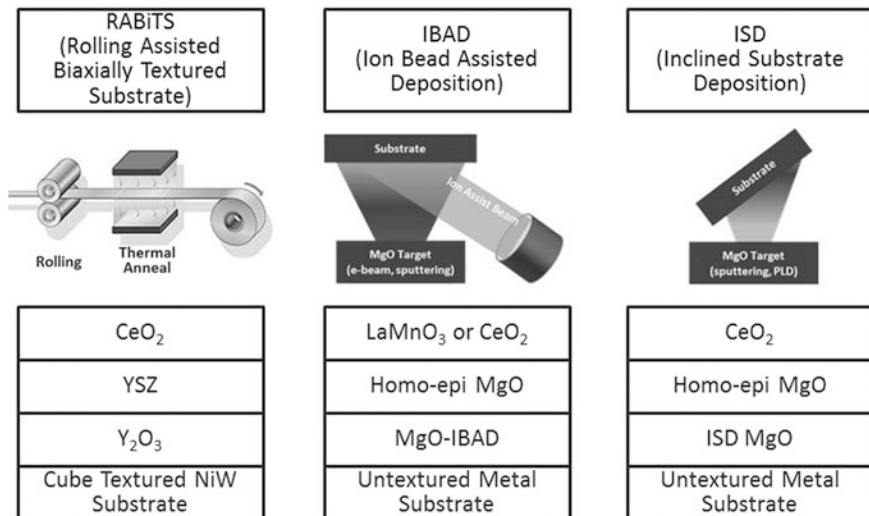 RABiTS
(Rolling Assisted
Biaxially Textured
Substrate)
IBAD
(Ion Bead Assisted
Deposition)
ISD
(Inclined Substrate
Deposition)
Rolling
Thermal
Anneal
Substrate
Ion Assist Beam
MgO Target
(e-beam, sputtering)
Substrate
MgO Target
(sputtering, PLD)
CeO₂
YSZ
Y₂O₃
Cube Textured NiW
Substrate
LaMnO₃ or CeO₂
Homo-epi MgO
MgO-IBAD
Untextured Metal
Substrate
CeO₂
Homo-epi MgO
ISD MgO
Untextured Metal
Substrate